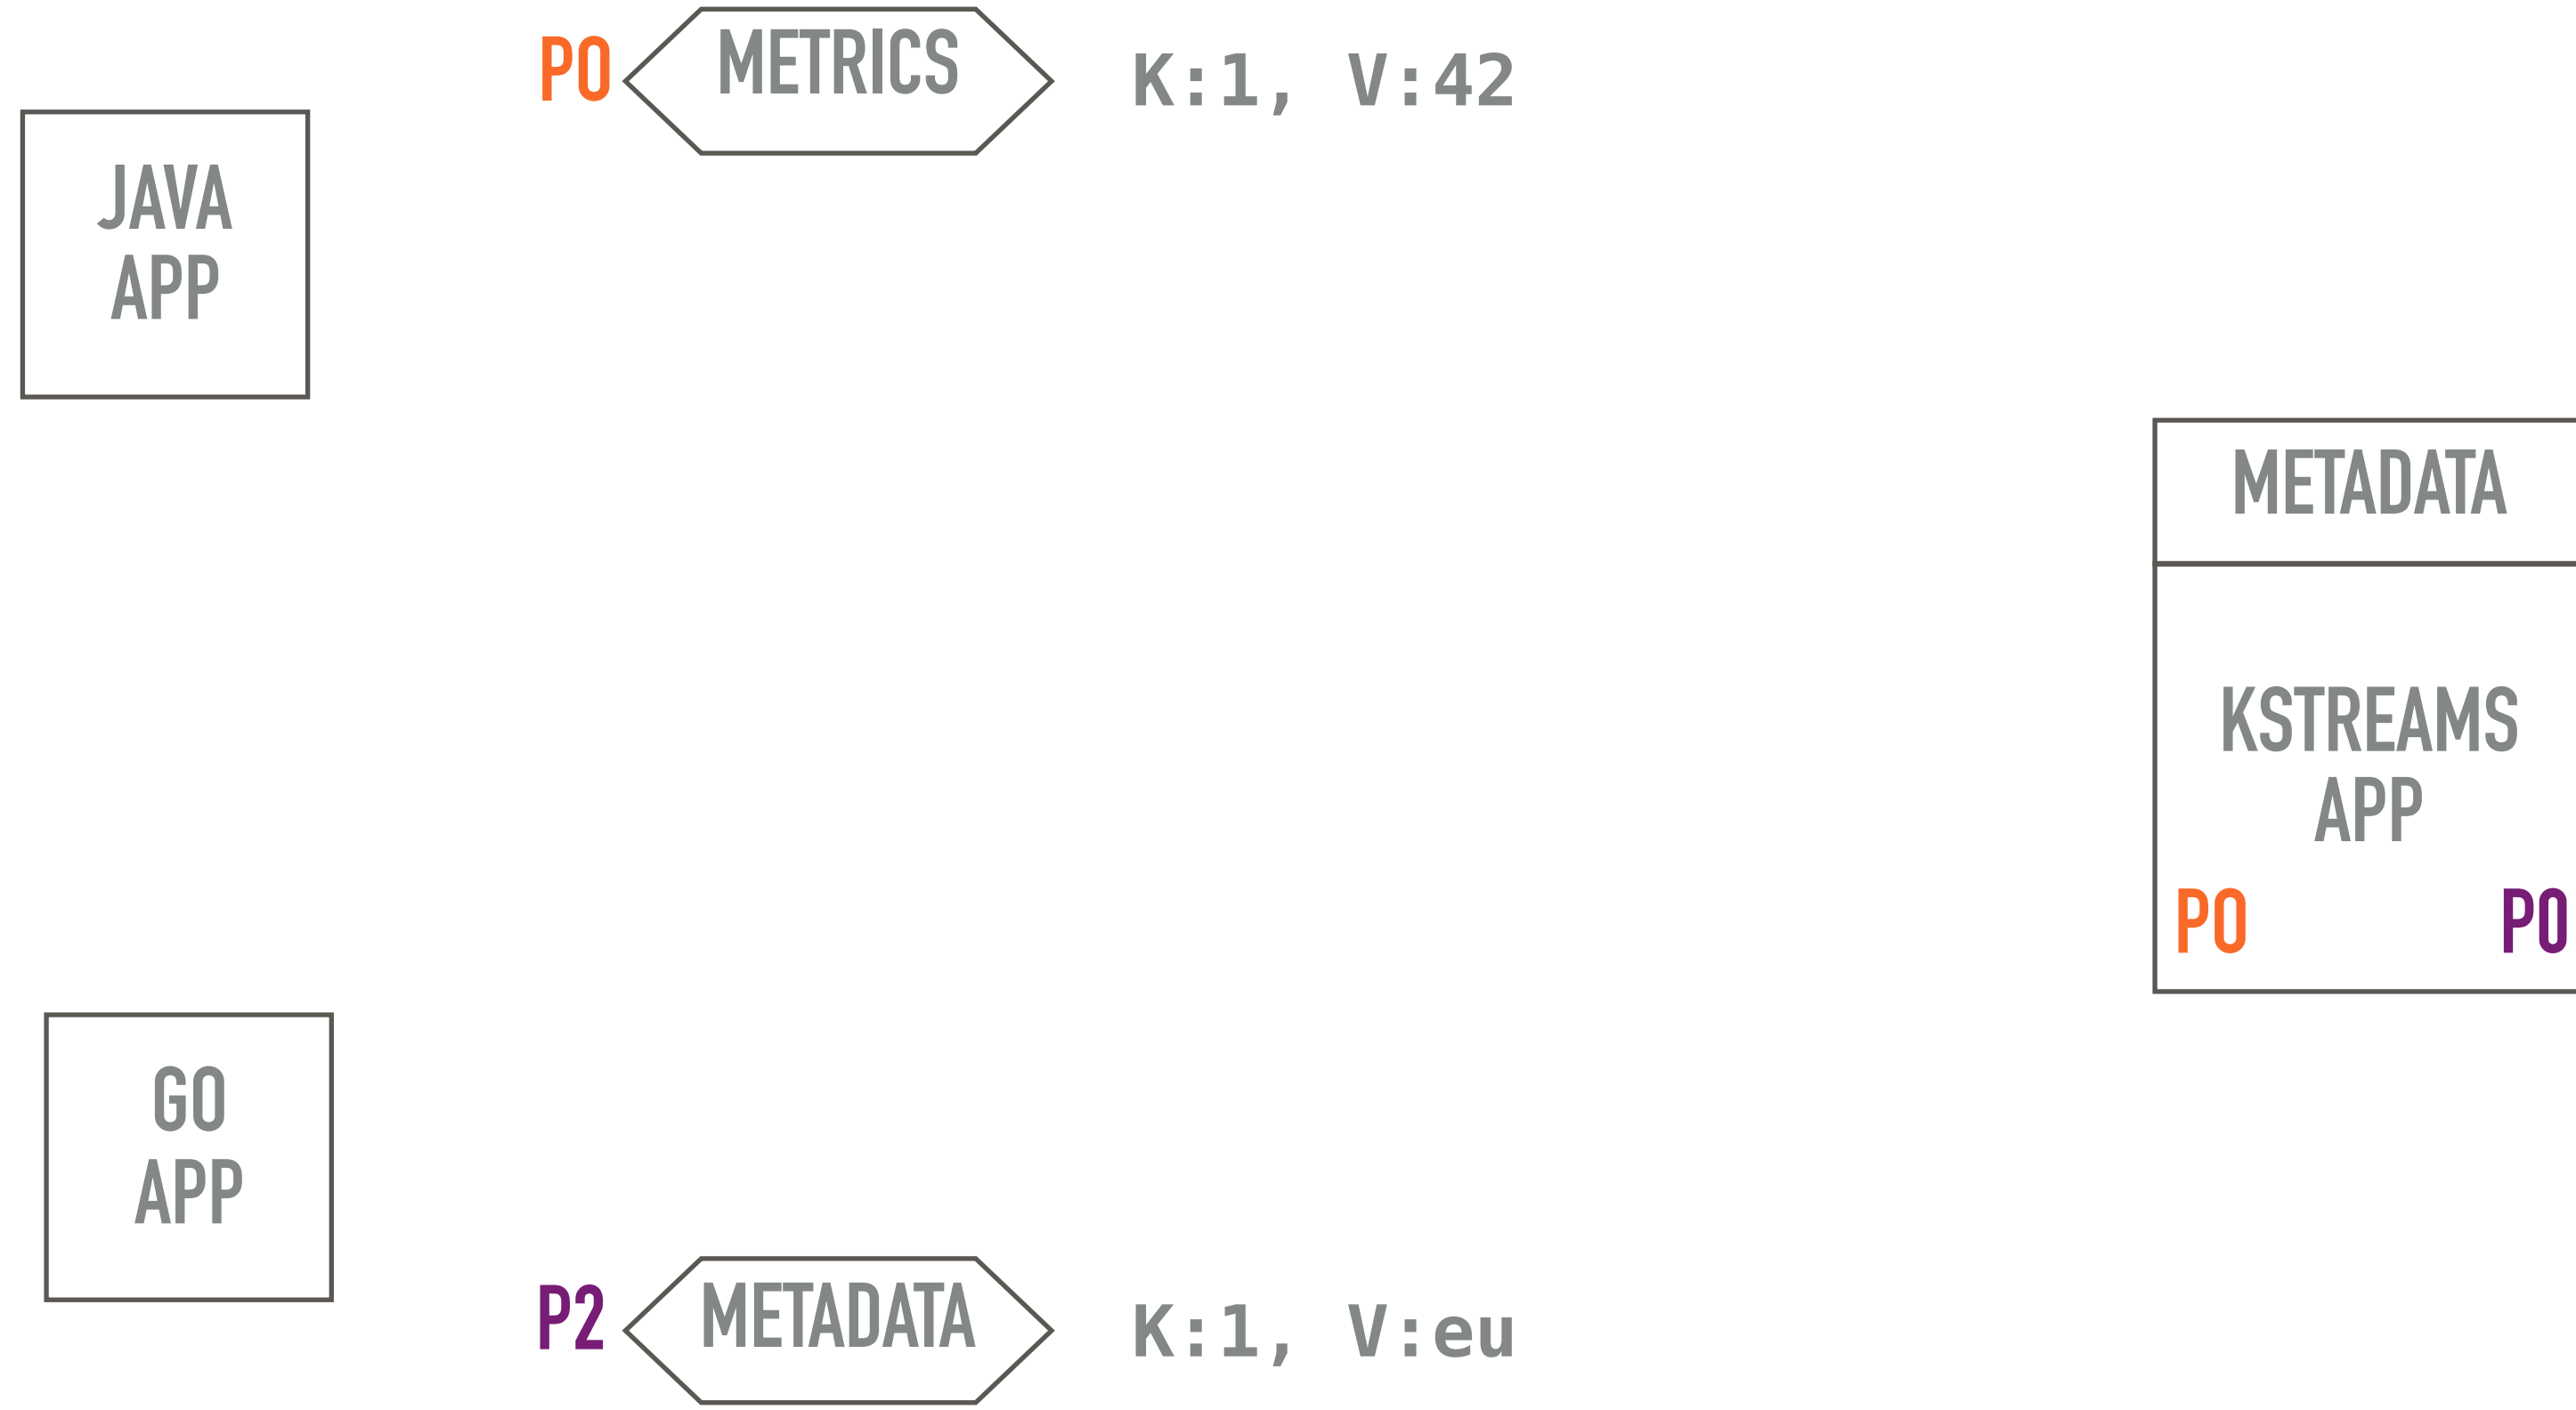 P0
METRICS
K:1, V:42
JAVA
APP
METADATA
KSTREAMS
APP
P0
P0
GO
APP
P2
METADATA
K:1, V:eu